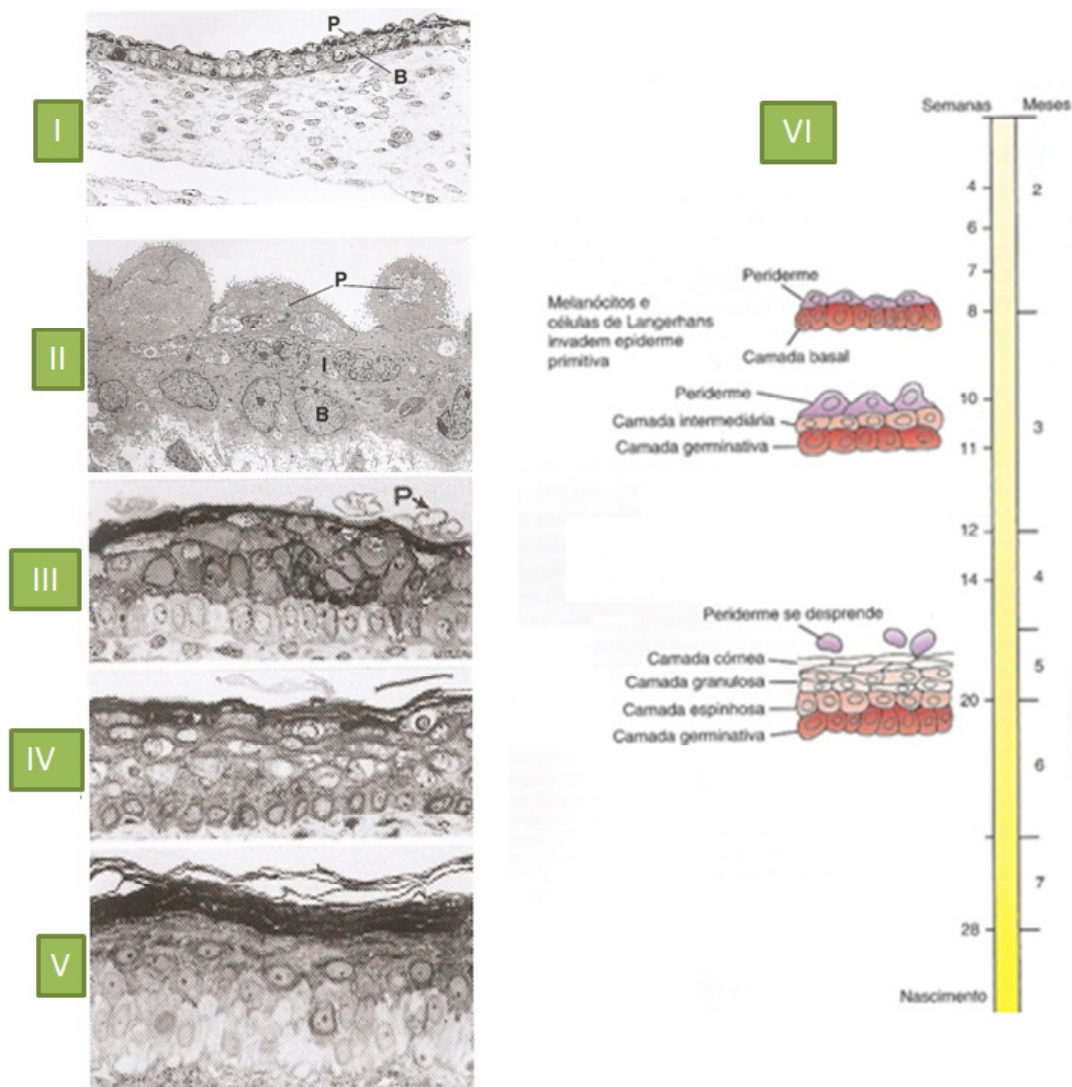 P
B
I
P
I
B
II
P
III
IV
V
VI
Semanas
Meses
4
2
6
7
8
Periderme
Melanócitos e
células de Langerhans
invadem epiderme
primitiva
Camada basal
Periderme
10
Camada intermediária
3
Camada germinativa
11
12
14
4
Periderme se desprende
Camada córnea
5
Camada granulosa
Camada espinhosa
20
Camada germinativa
6
7
28
Nascimento